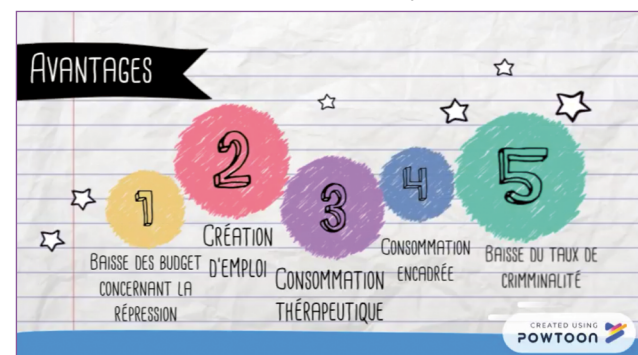 AVANTAGES
1
BAISSE DES BUDGET
CONCERNANT LA
RÉPRESSION
2
CRÉATION
D'EMPLOI
3
CONSOMMATION
THÉRAPEUTIQUE
4
CONSOMMATION
ENCADRÉE
5
BAISSE DU TAUX DE
CRIMMINALITÉ
CREATED USING
POWTOON